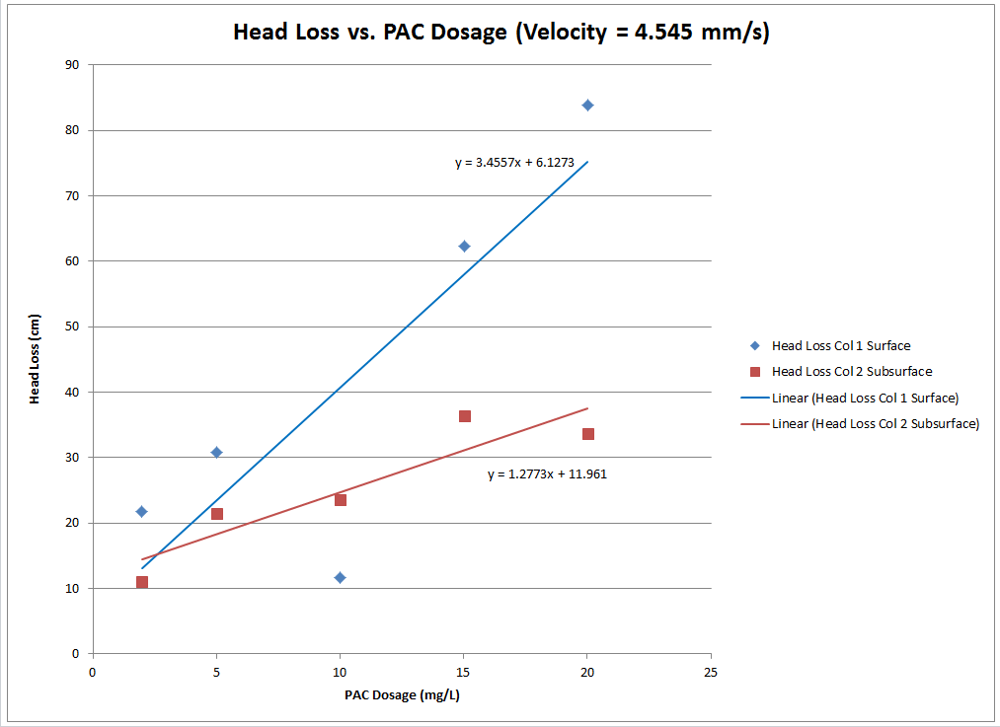 Head Loss vs. PAC Dosage (Velocity = 4.545 mm/s)
90
80
70
60
50
40
30
20
10
0
Head Loss (cm)
y = 3.4557x + 6.1273
y = 1.2773x + 11.961
0 5 10 15 20 25
PAC Dosage (mg/L)
Head Loss Col 1 Surface
Head Loss Col 2 Subsurface
Linear (Head Loss Col 1 Surface)
Linear (Head Loss Col 2 Subsurface)